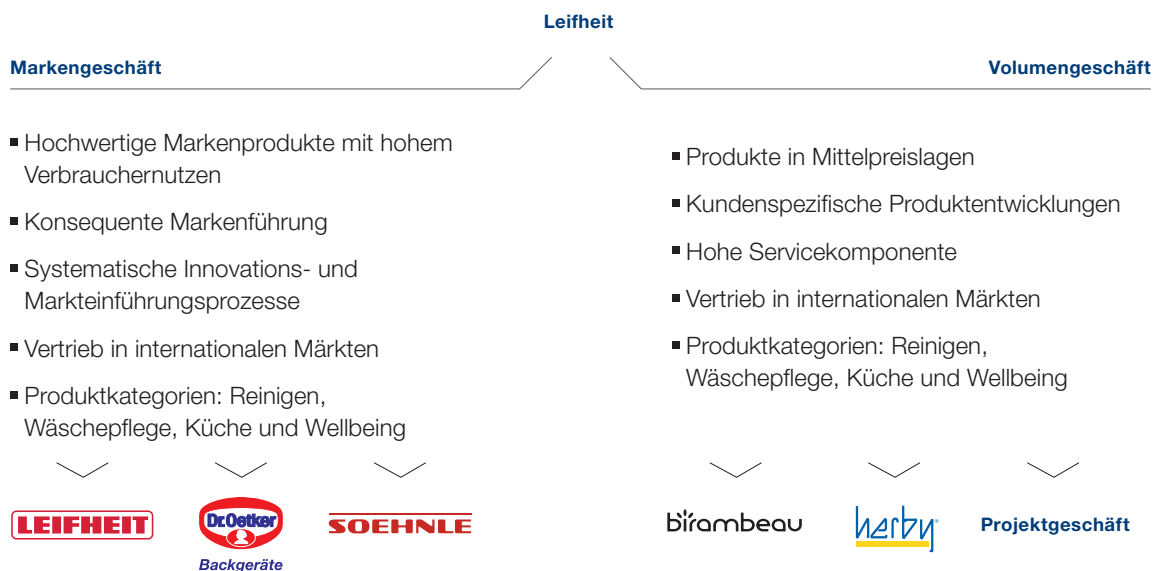 Leifheit
Markengeschäft
■ Hochwertige Markenprodukte mit hohem
Verbrauchernutzen
■ Konsequente Markenführung
■ Systematische Innovations- und
Markteinführungsprozesse
■ Vertrieb in internationalen Märkten
■ Produktkategorien: Reinigen,
Wäschepflege, Küche und Wellbeing
LEIFHEIT
Dr.Oetker
Backgeräte
SOEHNLE
Volumengeschäft
■ Produkte in Mittelpreislagen
■ Kundenspezifische Produktentwicklungen
■ Hohe Servicekomponente
■ Vertrieb in internationalen Märkten
■ Produktkategorien: Reinigen,
Wäschepflege, Küche und Wellbeing
birambeau
herby
Projektgeschäft